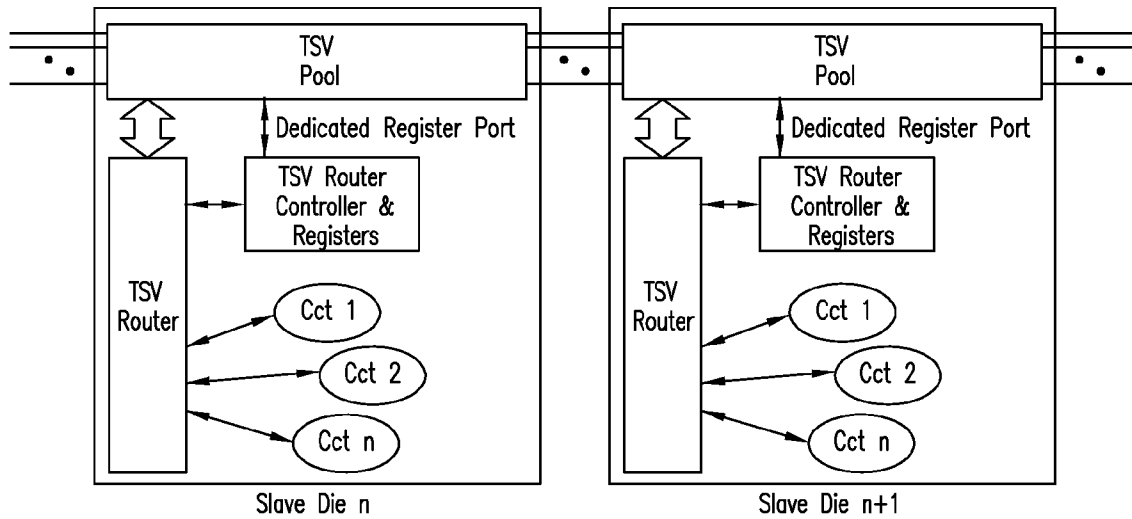 TSV
Pool
Dedicated Register Port
TSV Router
Controller &
Registers
TSV
Router
Cct 1
Cct 2
Cct n
Slave Die n
TSV
Pool
Dedicated Register Port
TSV Router
Controller &
Registers
TSV
Router
Cct 1
Cct 2
Cct n
Slave Die n+1